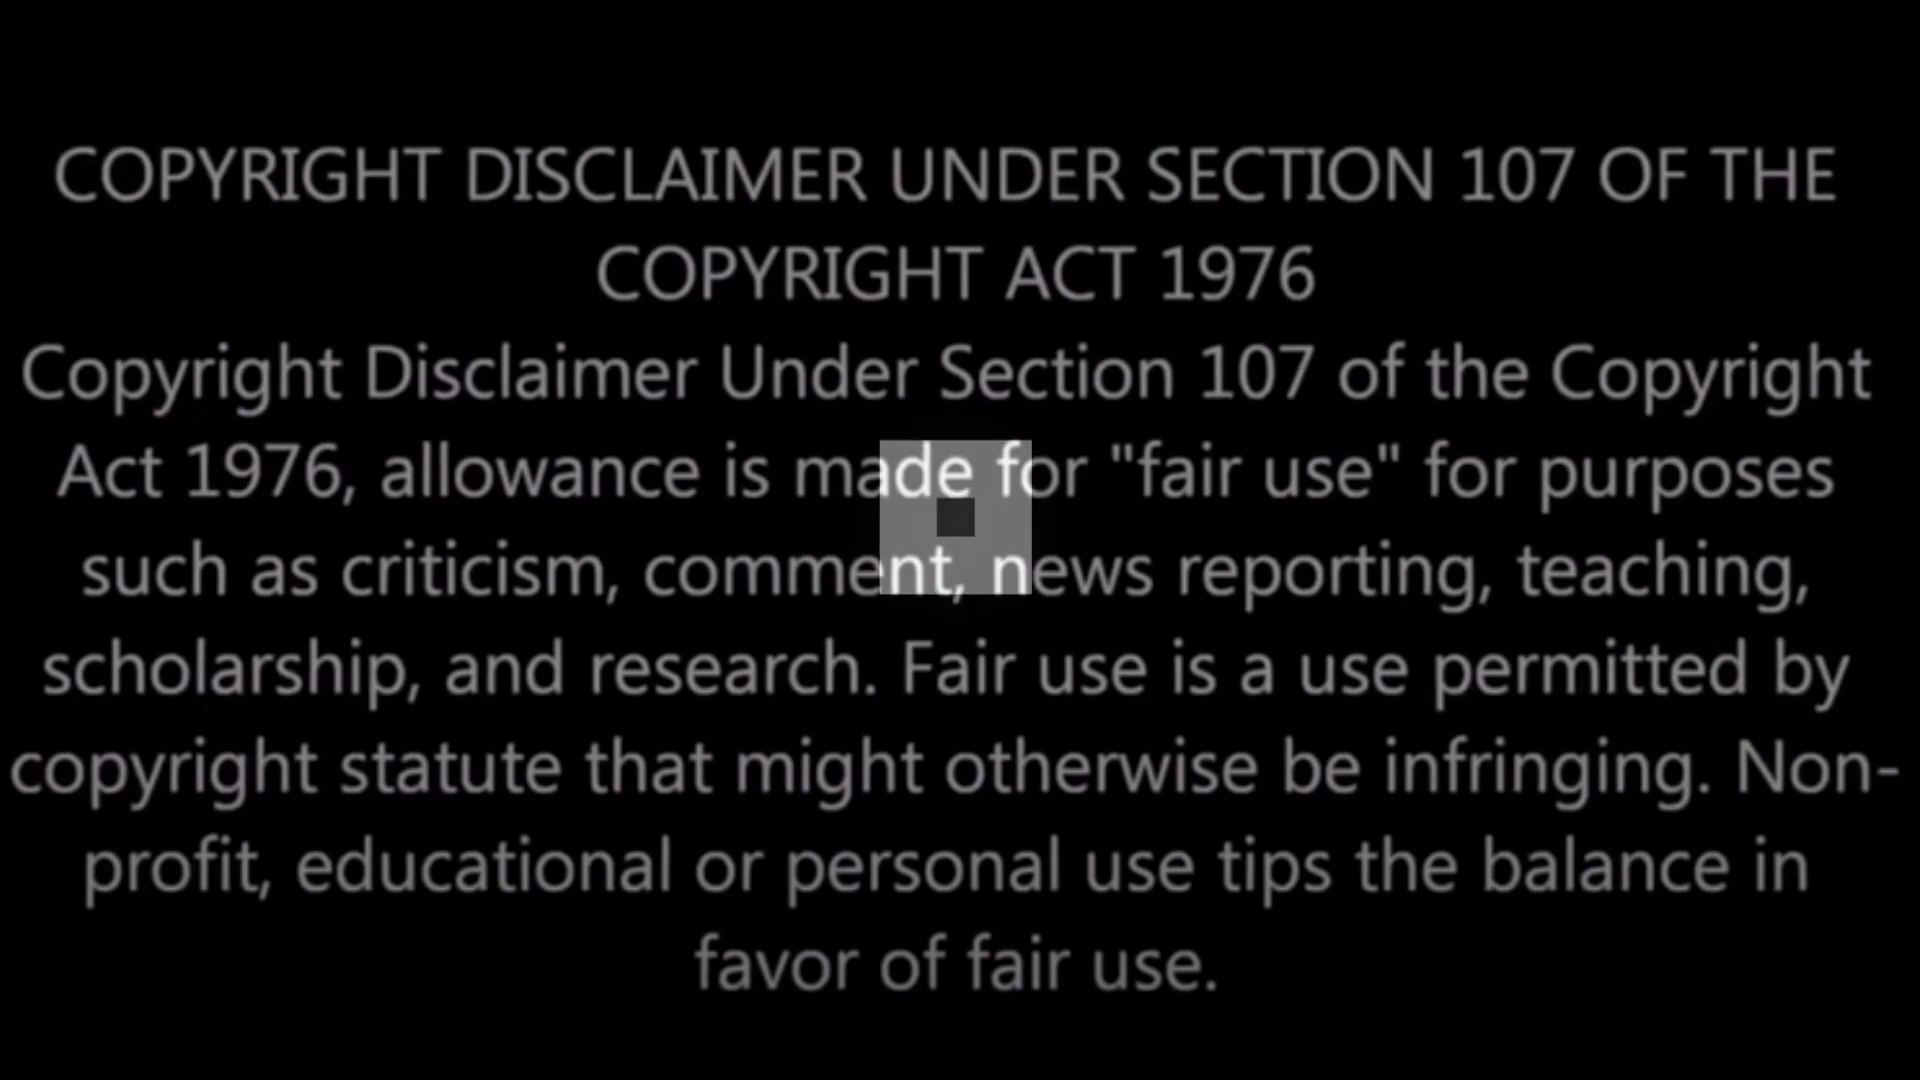 COPYRIGHT DISCLAIMER UNDER SECTION 107 OF THE
COPYRIGHT ACT 1976
Copyright Disclaimer Under Section 107 of the Copyright
Act 1976, allowance is made for "fair use" for purposes
such as criticism, comment, news reporting, teaching,
scholarship, and research. Fair use is a use permitted by
copyright statute that might otherwise be infringing. Non-
profit, educational or personal use tips the balance in
favor of fair use.